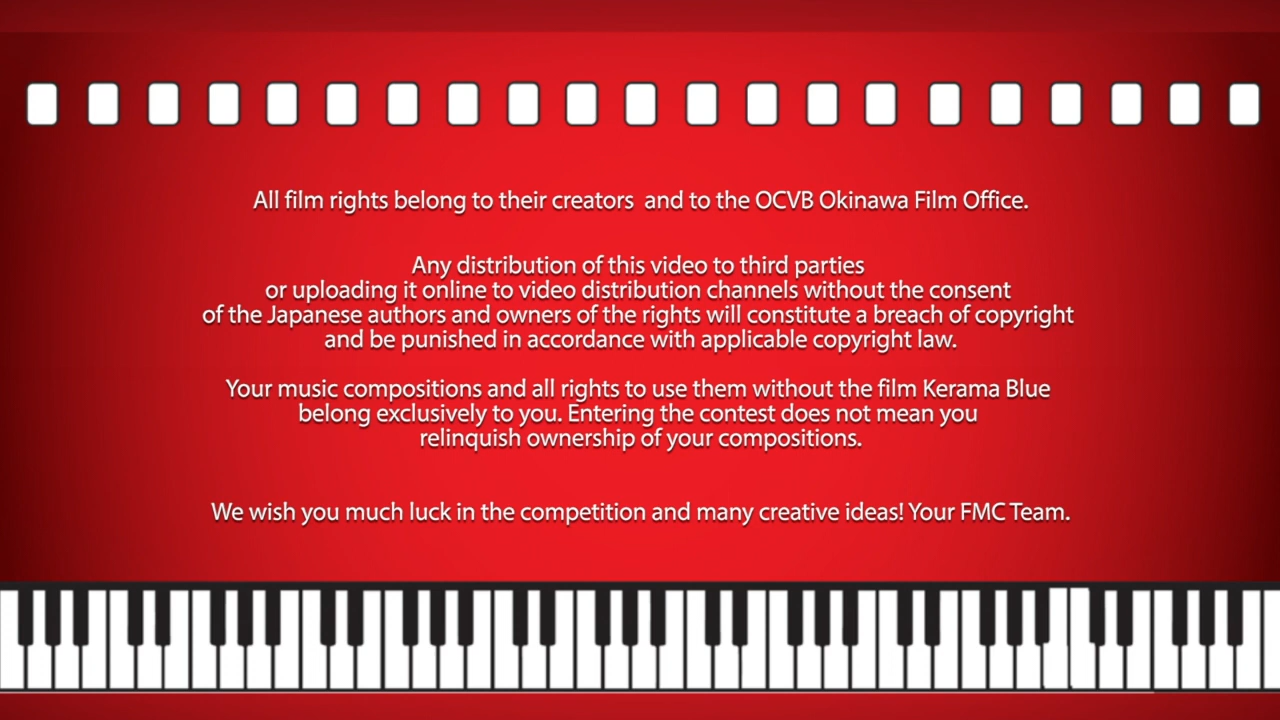 All film rights belong to their creators  and to the OCVB Okinawa Film Office.
Any distribution of this video to third parties
or uploading it online to video distribution channels without the consent
of the Japanese authors and owners of the rights will constitute a breach of copyright
and be punished in accordance with applicable copyright law.
Your music compositions and all rights to use them without the film Kerama Blue
belong exclusively to you. Entering the contest does not mean you
relinquish ownership of your compositions.
We wish you much luck in the competition and many creative ideas! Your FMC Team.